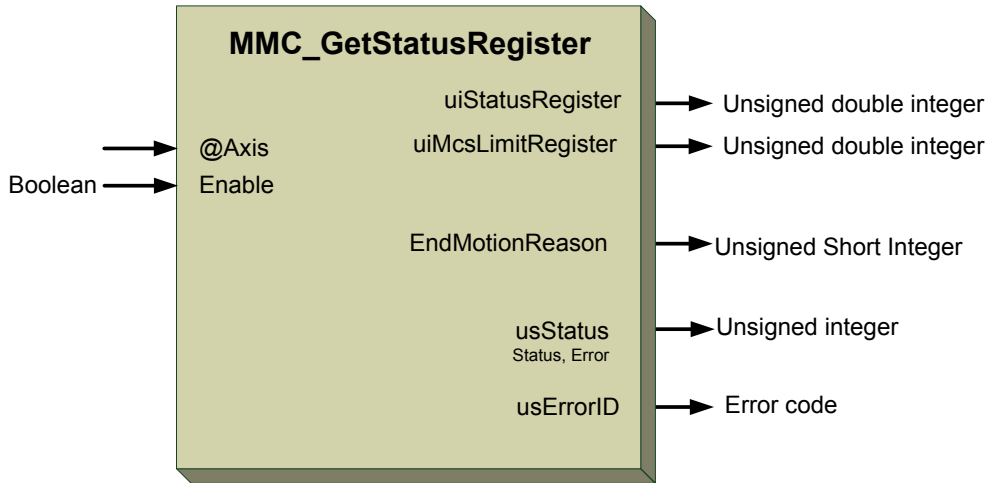 MMC_GetStatusRegister
uiStatusRegister Unsigned double integer
@Axis uiMcsLimitRegister Unsigned double integer
Boolean Enable
EndMotionReason Unsigned Short Integer
usStatus Unsigned integer
Status, Error
usErrorID Error code